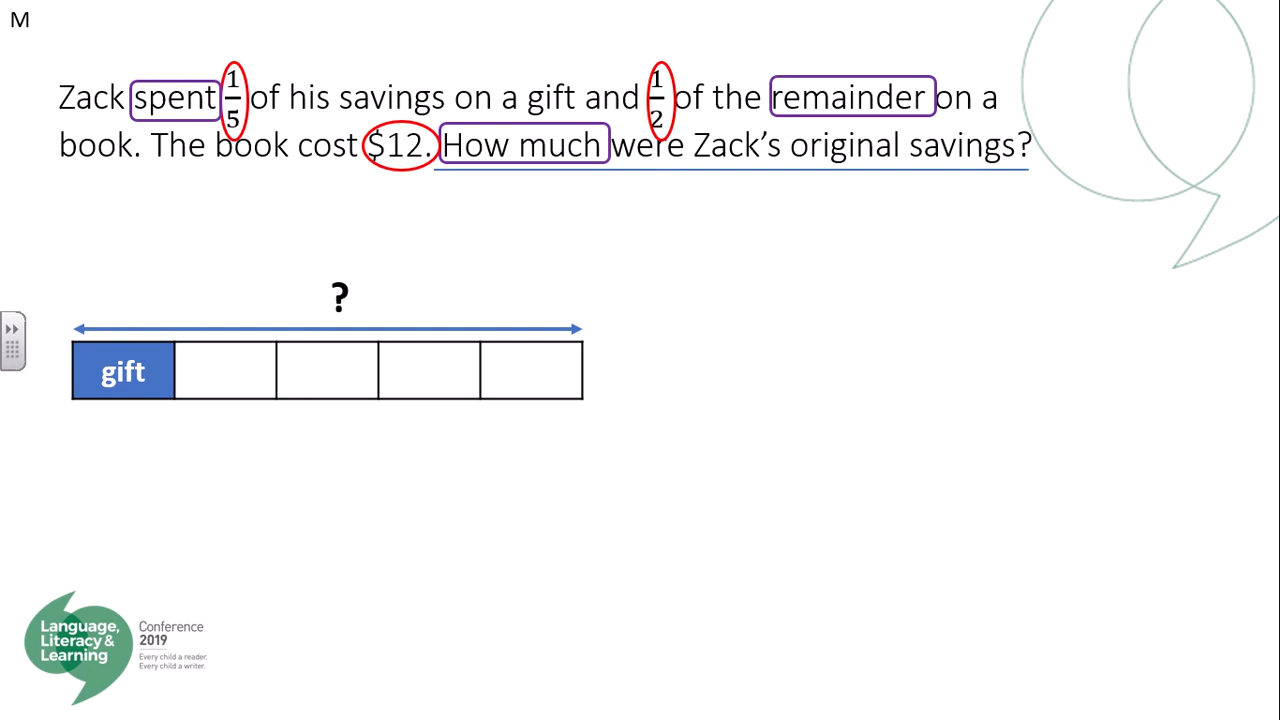 M
Zack spent 1/5 of his savings on a gift and 1/2 of the remainder on a
book. The book cost $12. How much were Zack’s original savings?
?
gift
Language,
Literacy &
Learning
Conference
2019
Every child a reader.
Every child a writer.